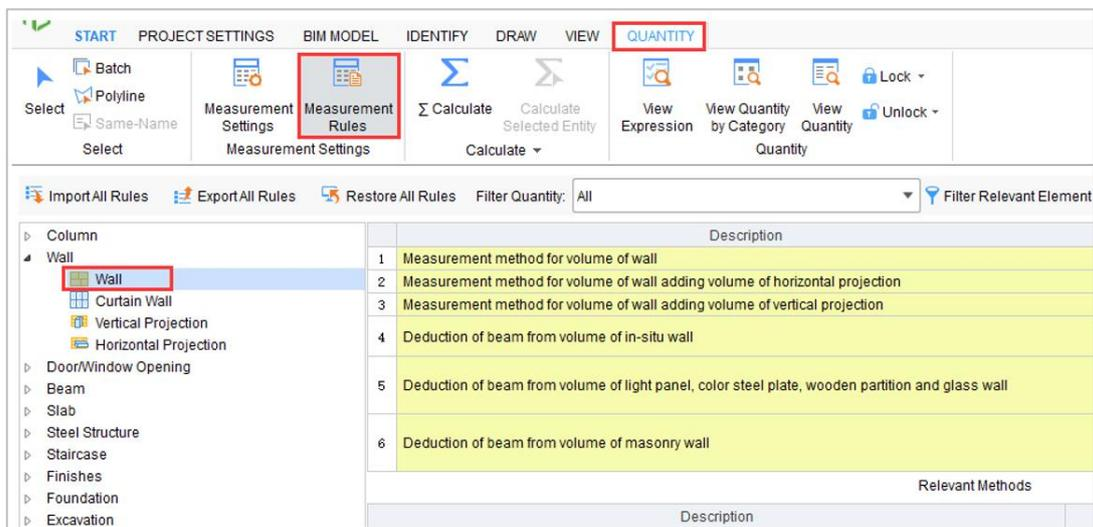 START PROJECT SETTINGS BIM MODEL IDENTIFY DRAW VIEW QUANTITY
Select
Batch
Polyline
Same-Name
Select
Measurement Settings
Measurement Rules
Measurement Settings
Σ Calculate
Calculate Selected Entity
Calculate
View Expression
View Quantity by Category
View Quantity
Quantity
Lock
Unlock
Import All Rules Export All Rules Restore All Rules Filter Quantity: All Filter Relevant Element
Column
Wall
Wall
Curtain Wall
Vertical Projection
Horizontal Projection
Door/Window Opening
Beam
Slab
Steel Structure
Staircase
Finishes
Foundation
Excavation
Description
1 Measurement method for volume of wall
2 Measurement method for volume of wall adding volume of horizontal projection
3 Measurement method for volume of wall adding volume of vertical projection
4 Deduction of beam from volume of in-situ wall
5 Deduction of beam from volume of light panel, color steel plate, wooden partition and glass wall
6 Deduction of beam from volume of masonry wall
Relevant Methods
Description